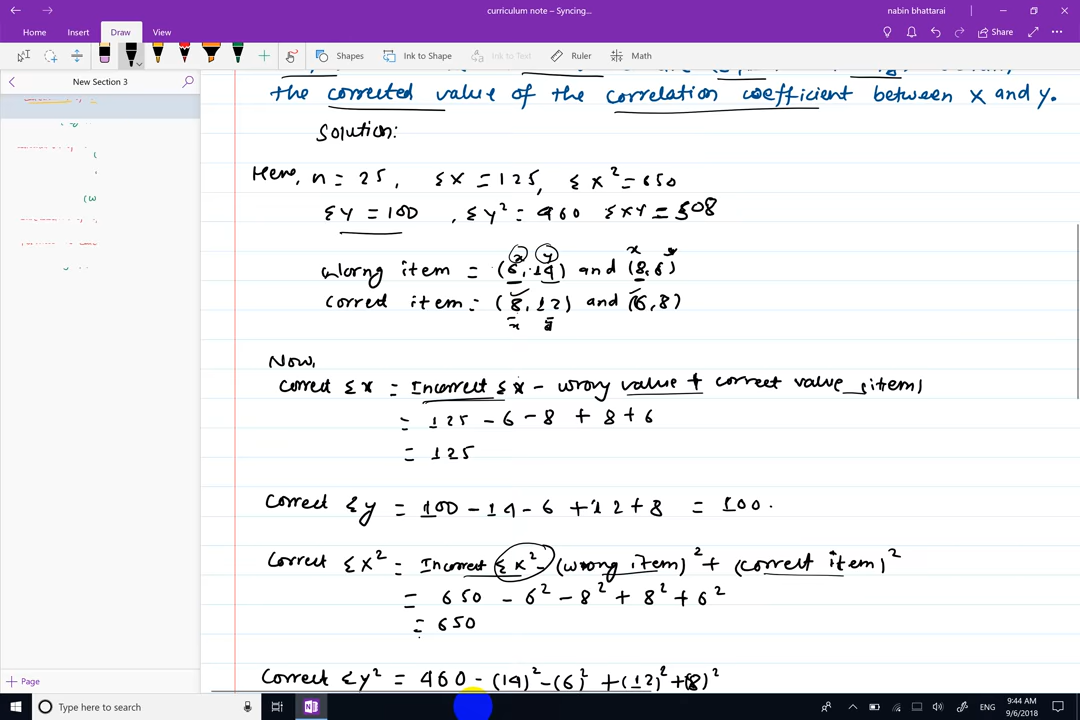 curriculum note – Syncing...
nabin bhattarai
Home Insert Draw View
Share
Shapes Ink to Shape Ink to Text Ruler Math
New Section 3
the corrected value of the correlation coefficient between x and y.
Solution:
Here, n = 25, Σx = 125, Σx² = 650
Σy = 100, Σy² = 460 Σxy = 508
x y x y
Worng item = (6, 14) and (8, 6)
correct item = (8, 12) and (6, 8)
x y
Now,
correct Σx = Incorrect Σx - wrong value + correct value (item)
= 125 - 6 - 8 + 8 + 6
= 125
Correct Σy = 100 - 14 - 6 + 12 + 8 = 100.
Correct Σx² = Incorrect Σx² - (wrong item)² + (correct item)²
= 650 - 6² - 8² + 8² + 6²
= 650
Correct Σy² = 460 - (14)² - (6)² + (12)² + (8)²
Page
Type here to search
ENG
9:44 AM
9/6/2018